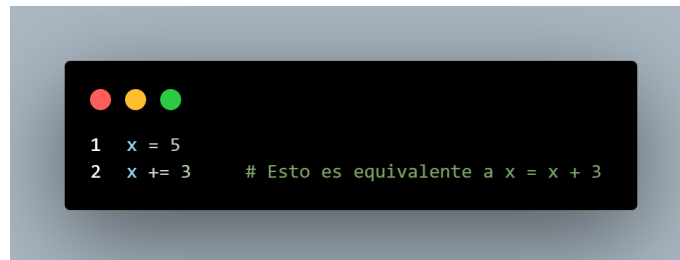 1 x = 5
2 x += 3 # Esto es equivalente a x = x + 3